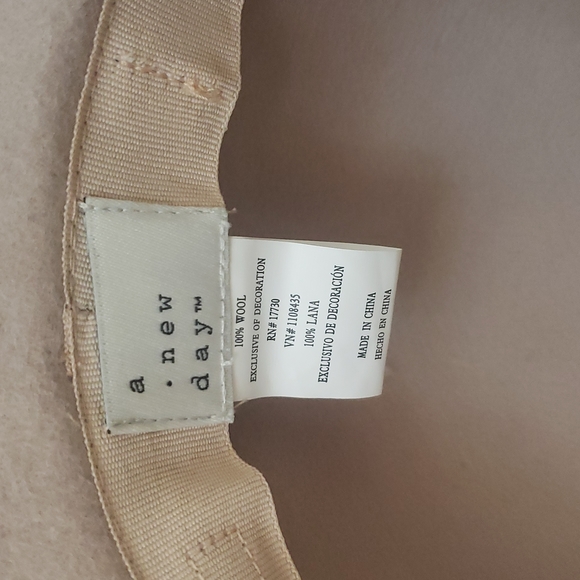 a
• new
day™
100% WOOL
EXCLUSIVE OF DECORATION
RN# 17730
VN# 1108435
100% LANA
EXCLUSIVO DE DECORACIÓN
MADE IN CHINA
HECHO EN CHINA